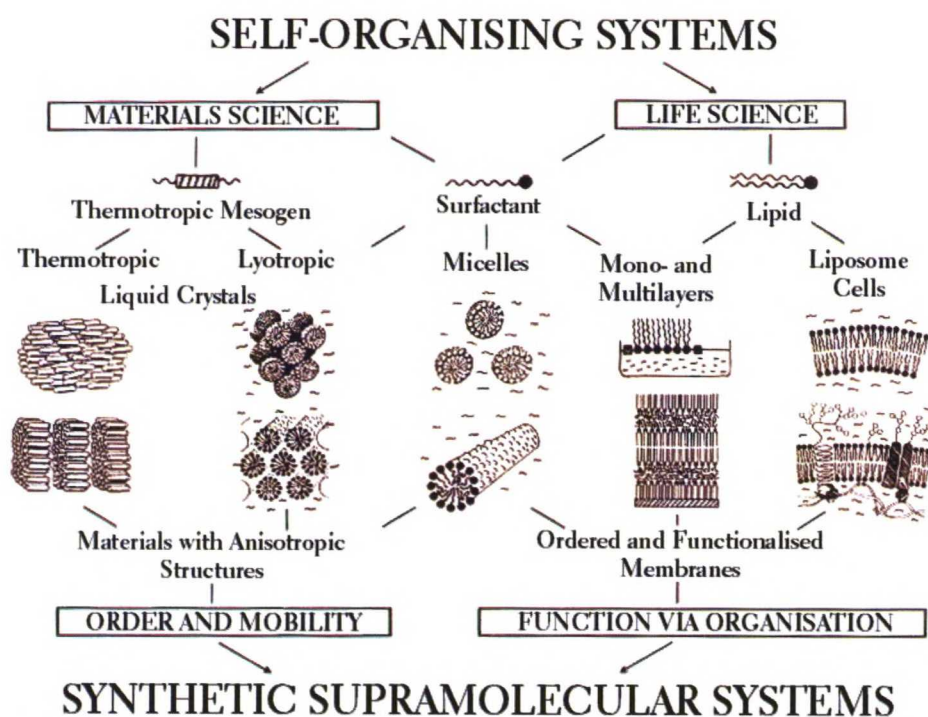 SELF-ORGANISING SYSTEMS
MATERIALS SCIENCE
LIFE SCIENCE
Thermotropic Mesogen
Surfactant
Lipid
Thermotropic
Lyotropic
Liquid Crystals
Micelles
Mono- and
Multilayers
Liposome
Cells
Materials with Anisotropic
Structures
Ordered and Functionalised
Membranes
ORDER AND MOBILITY
FUNCTION VIA ORGANISATION
SYNTHETIC SUPRAMOLECULAR SYSTEMS